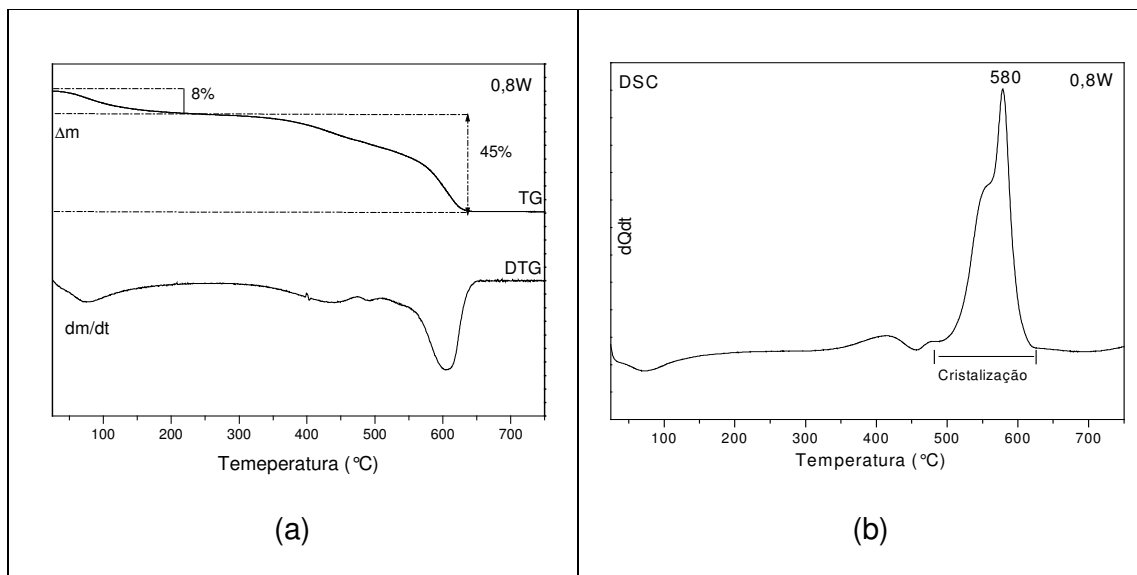 0,8W
8%
Δm
45%
TG
DTG
dm/dt
100 200 300 400 500 600 700
Temeperatura (°C)
(a)
DSC
580
0,8W
dQdt
Cristalização
100 200 300 400 500 600 700
Temperatura (°C)
(b)